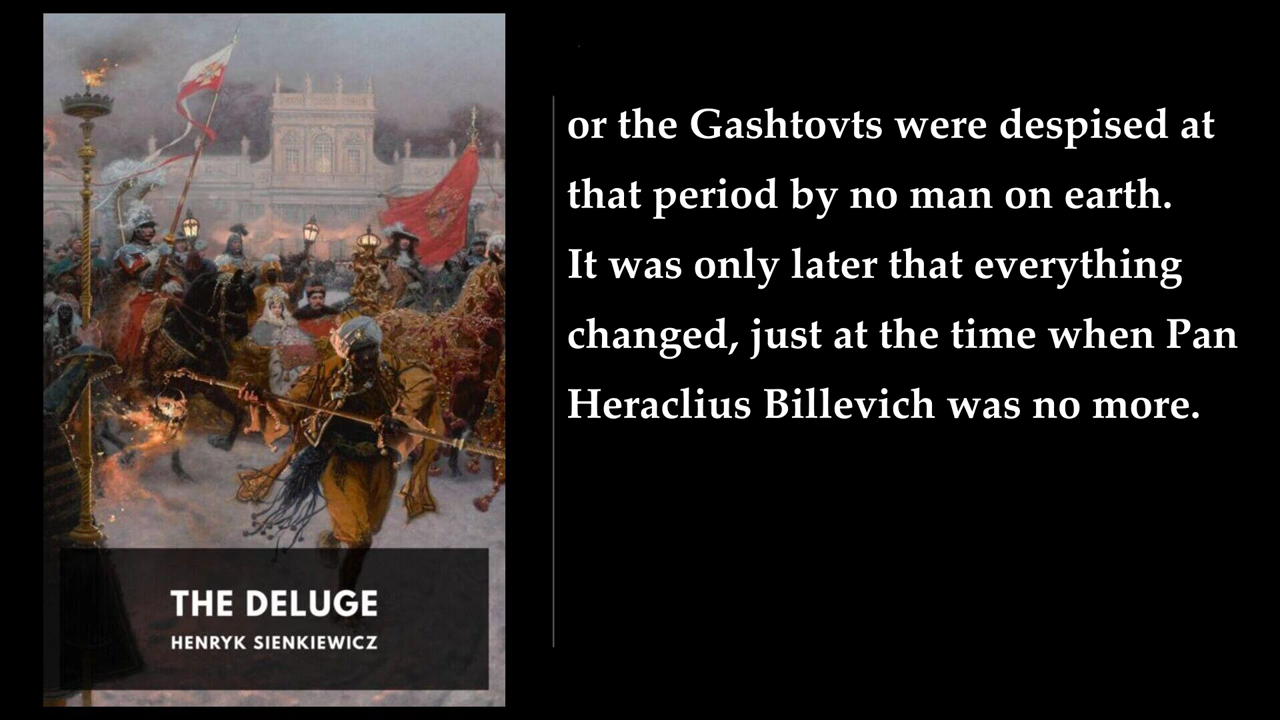 or the Gashtovts were despised at
that period by no man on earth.
It was only later that everything
changed, just at the time when Pan
Heraclius Billevich was no more.
THE DELUGE
HENRYK SIENKIEWICZ